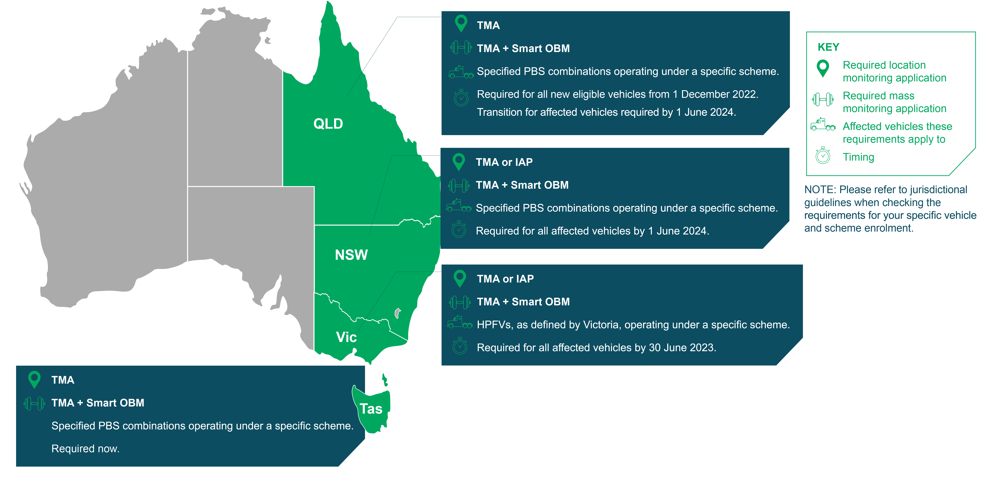 TMA
TMA + Smart OBM
Specified PBS combinations operating under a specific scheme.
Required for all new eligible vehicles from 1 December 2022.
Transition for affected vehicles required by 1 June 2024.
KEY
Required location
monitoring application
Required mass
monitoring application
Affected vehicles these
requirements apply to
Timing
NOTE: Please refer to jurisdictional
guidelines when checking the
requirements for your specific vehicle
and scheme enrolment.
QLD
TMA or IAP
TMA + Smart OBM
Specified PBS combinations operating under a specific scheme.
Required for all affected vehicles by 1 June 2024.
NSW
TMA or IAP
TMA + Smart OBM
HPFVs, as defined by Victoria, operating under a specific scheme.
Required for all affected vehicles by 30 June 2023.
Vic
TMA
TMA + Smart OBM
Specified PBS combinations operating under a specific scheme.
Required now.
Tas